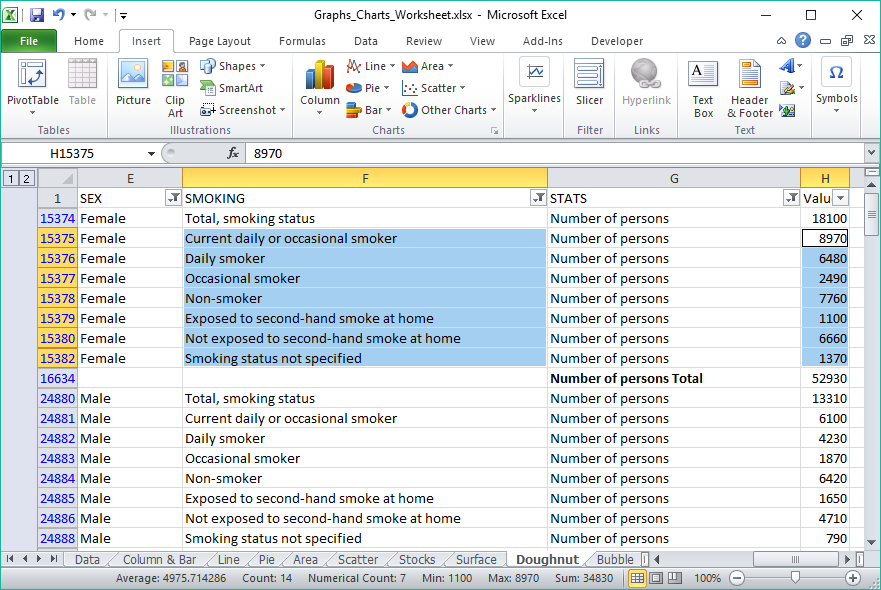 Graphs_Charts_Worksheet.xlsx - Microsoft Excel
File Home Insert Page Layout Formulas Data Review View Add-Ins Developer
PivotTable Table Picture Clip Art Shapes SmartArt Screenshot Column Line Pie Bar Area Scatter Other Charts Sparklines Slicer Hyperlink Text Box Header & Footer Symbols
Tables Illustrations Charts Filter Links Text
H15375 fx 8970
1 2 E F G H
1 SEX SMOKING STATS Valu
15374 Female Total, smoking status Number of persons 18100
15375 Female Current daily or occasional smoker Number of persons 8970
15376 Female Daily smoker Number of persons 6480
15377 Female Occasional smoker Number of persons 2490
15378 Female Non-smoker Number of persons 7760
15379 Female Exposed to second-hand smoke at home Number of persons 1100
15380 Female Not exposed to second-hand smoke at home Number of persons 6660
15382 Female Smoking status not specified Number of persons 1370
16634 Number of persons Total 52930
24880 Male Total, smoking status Number of persons 13310
24881 Male Current daily or occasional smoker Number of persons 6100
24882 Male Daily smoker Number of persons 4230
24883 Male Occasional smoker Number of persons 1870
24884 Male Non-smoker Number of persons 6420
24885 Male Exposed to second-hand smoke at home Number of persons 1650
24886 Male Not exposed to second-hand smoke at home Number of persons 4710
24888 Male Smoking status not specified Number of persons 790
Data Column & Bar Line Pie Area Scatter Stocks Surface Doughnut Bubble
Average: 4975.714286 Count: 14 Numerical Count: 7 Min: 1100 Max: 8970 Sum: 34830 100%